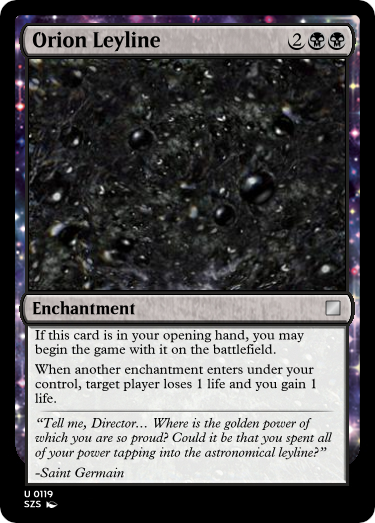 Orion Leyline 2
Enchantment
If this card is in your opening hand, you may
begin the game with it on the battlefield.
When another enchantment enters under your
control, target player loses 1 life and you gain 1
life.
“Tell me, Director... Where is the golden power of
which you are so proud? Could it be that you spent all
of your power tapping into the astronomical leyline?”
-Saint Germain
U 0119
SZS